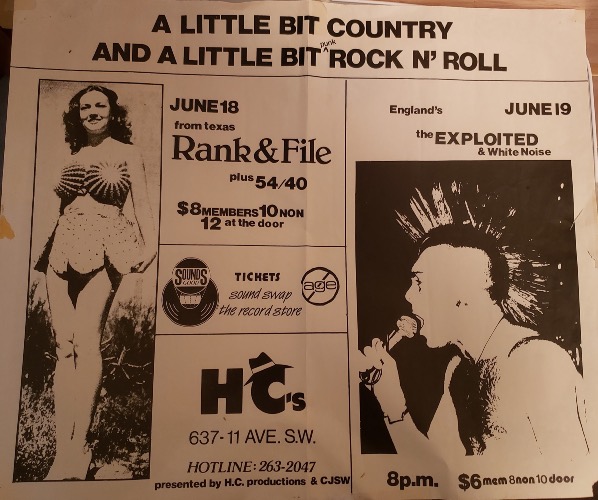 A LITTLE BIT COUNTRY
AND A LITTLE BIT punk ROCK N' ROLL
JUNE 18
from texas
Rank & File
plus 54/40
$8 MEMBERS 10 NON
12 at the door
SOUNDS
GOOD
TICKETS
sound swap
the record store
age
HC's
637-11 AVE. S.W.
HOTLINE: 263-2047
presented by H.C. productions & CJSW
England's
JUNE 19
the EXPLOITED
& White Noise
8p.m. $6 mem 8 non 10 door